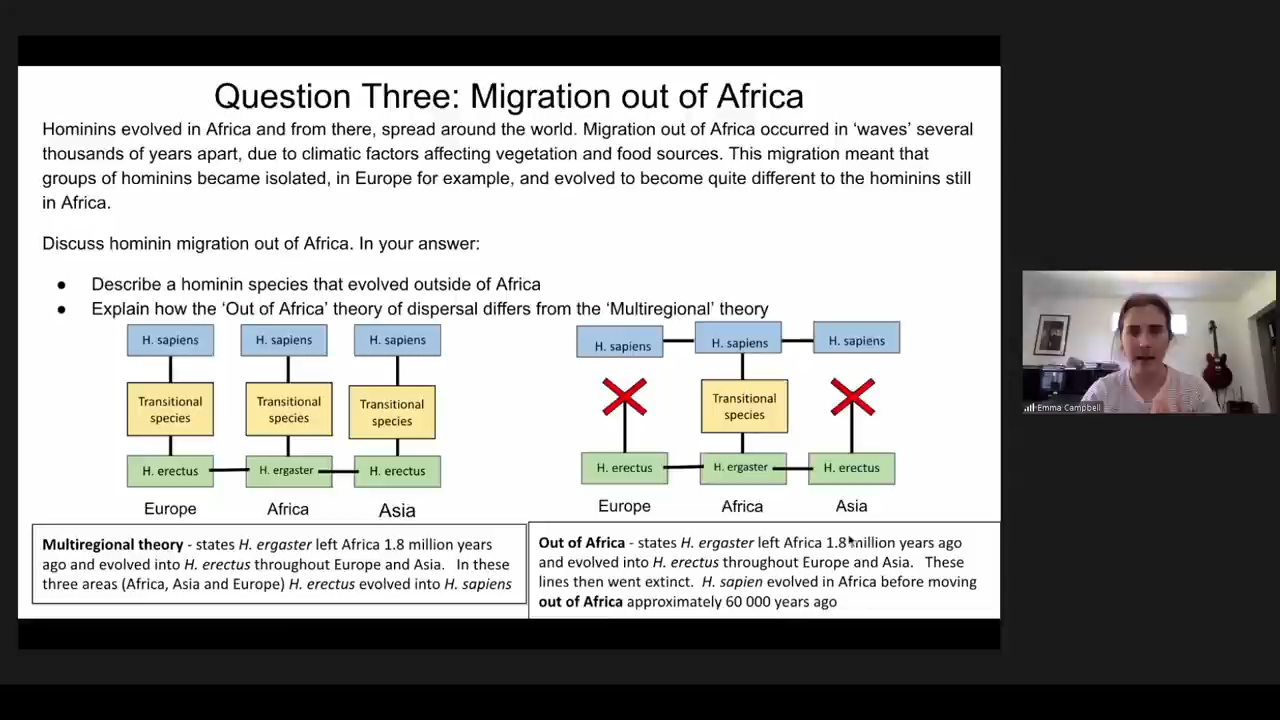 Question Three: Migration out of Africa
Hominins evolved in Africa and from there, spread around the world. Migration out of Africa occurred in ‘waves’ several
thousands of years apart, due to climatic factors affecting vegetation and food sources. This migration meant that
groups of hominins became isolated, in Europe for example, and evolved to become quite different to the hominins still
in Africa.
Discuss hominin migration out of Africa. In your answer:
● Describe a hominin species that evolved outside of Africa
● Explain how the ‘Out of Africa’ theory of dispersal differs from the ‘Multiregional’ theory
H. sapiens H. sapiens H. sapiens
Transitional species Transitional species Transitional species
H. erectus H. ergaster H. erectus
Europe Africa Asia
H. sapiens H. sapiens H. sapiens
Transitional species
H. erectus H. ergaster H. erectus
Europe Africa Asia
Multiregional theory - states H. ergaster left Africa 1.8 million years
ago and evolved into H. erectus throughout Europe and Asia. In these
three areas (Africa, Asia and Europe) H. erectus evolved into H. sapiens
Out of Africa - states H. ergaster left Africa 1.8 million years ago
and evolved into H. erectus throughout Europe and Asia. These
lines then went extinct. H. sapien evolved in Africa before moving
out of Africa approximately 60 000 years ago
Emma Campbell